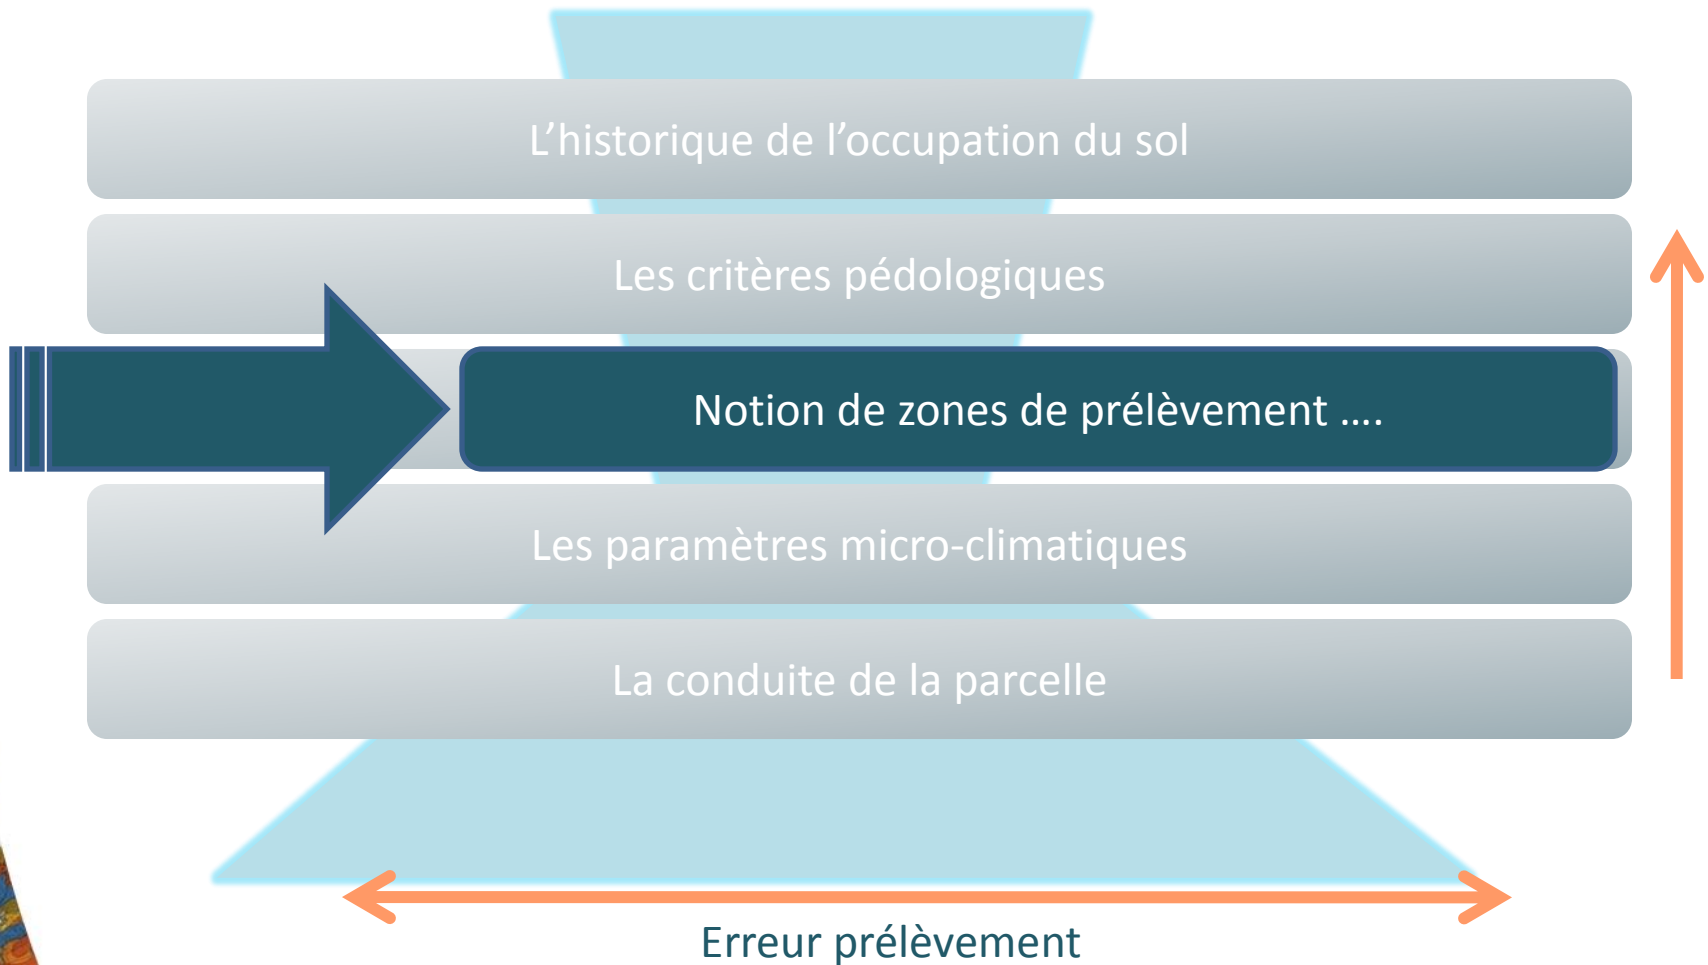 L’historique de l’occupation du sol
Les critères pédologiques
Notion de zones de prélèvement ....
Les paramètres micro-climatiques
La conduite de la parcelle
Erreur prélèvement